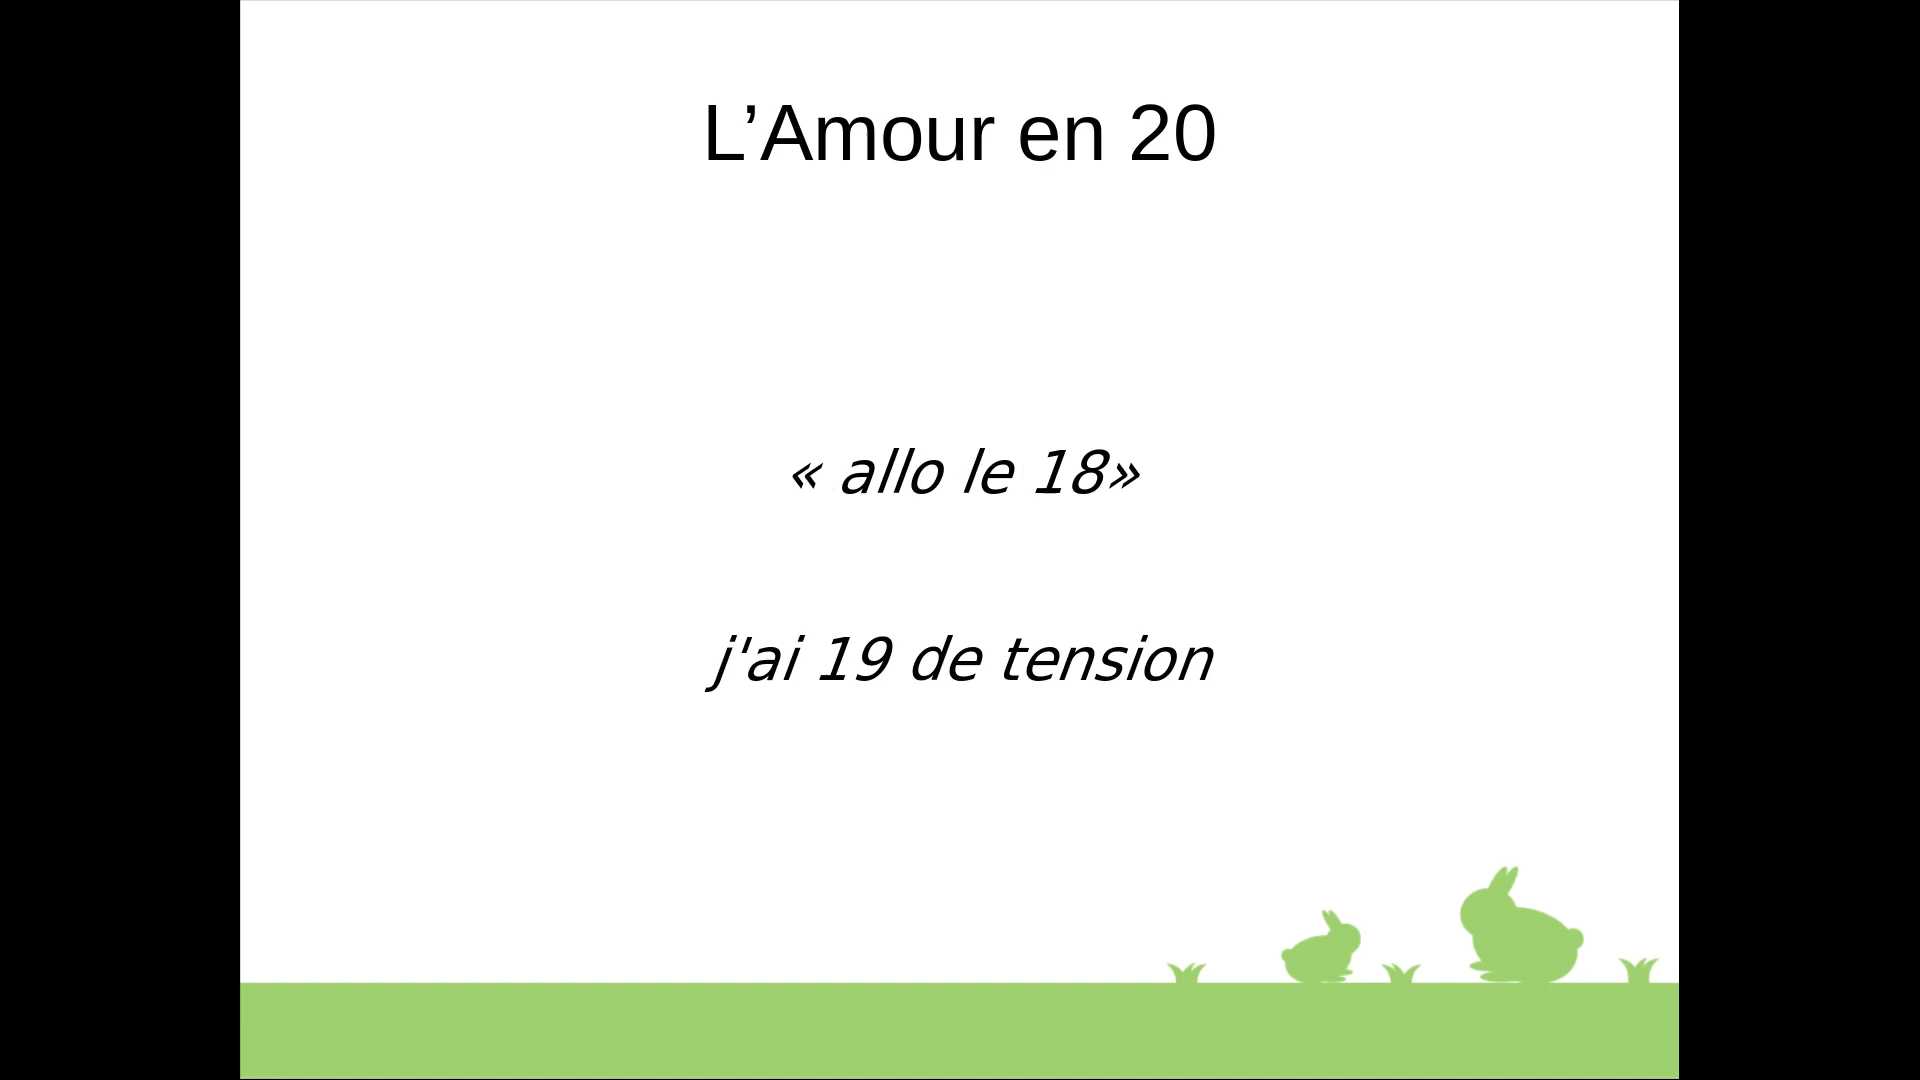 L’Amour en 20
« allo le 18»
j'ai 19 de tension